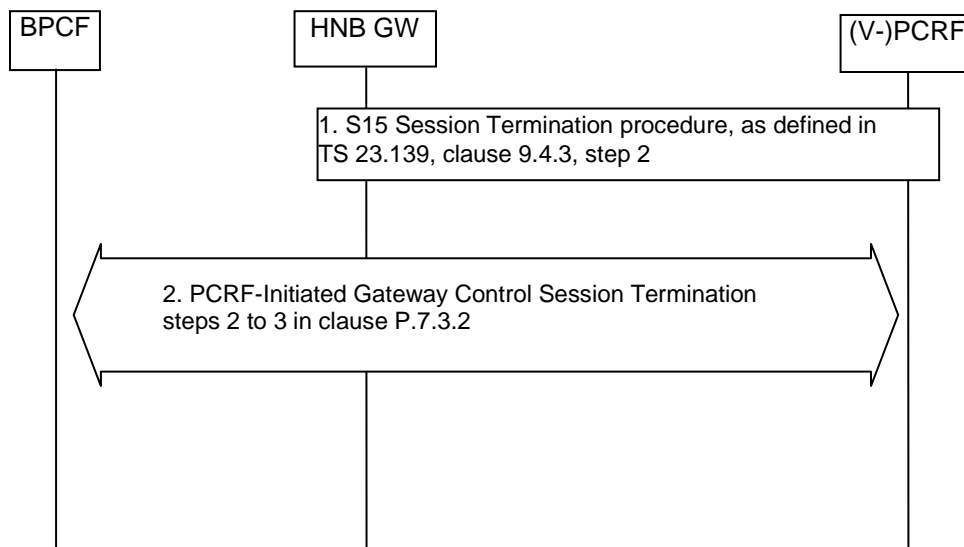 BPCF
HNB GW
(V-)PCRF
1. S15 Session Termination procedure, as defined in
TS 23.139, clause 9.4.3, step 2
2. PCRF-Initiated Gateway Control Session Termination
steps 2 to 3 in clause P.7.3.2